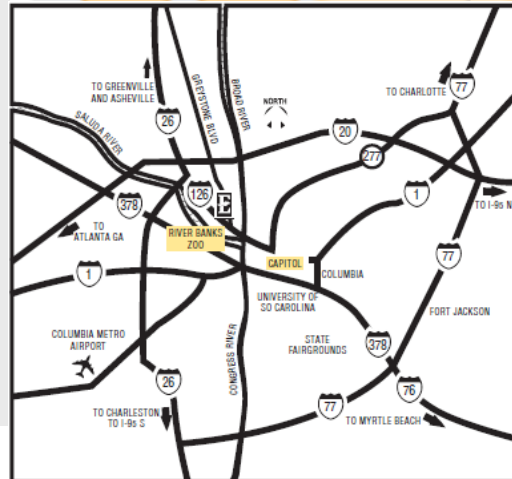 TO GREENVILLE
AND ASHEVILLE
GREYSTONE BLVD
BROAD RIVER
TO CHARLOTTE
77
NORTH
26
SALUDA RIVER
20
277
126
E
378
1
TO I-95 N
TO
ATLANTA GA
RIVER BANKS
ZOO
CAPITOL
COLUMBIA
77
1
UNIVERSITY OF
SO CAROLINA
FORT JACKSON
COLUMBIA METRO
AIRPORT
CONGRESS RIVER
STATE
FAIRGROUNDS
378
26
76
77
TO CHARLESTON
TO I-9s S
TO MYRTLE BEACH